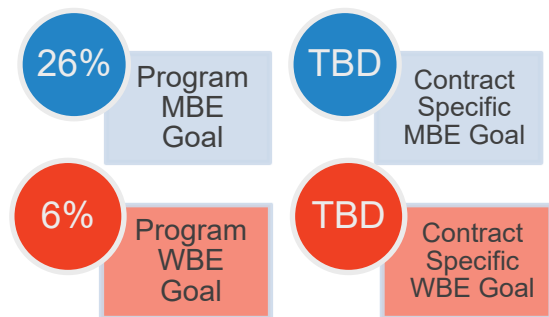 26%
Program
MBE
Goal
TBD
Contract
Specific
MBE Goal
6%
Program
WBE
Goal
TBD
Contract
Specific
WBE Goal